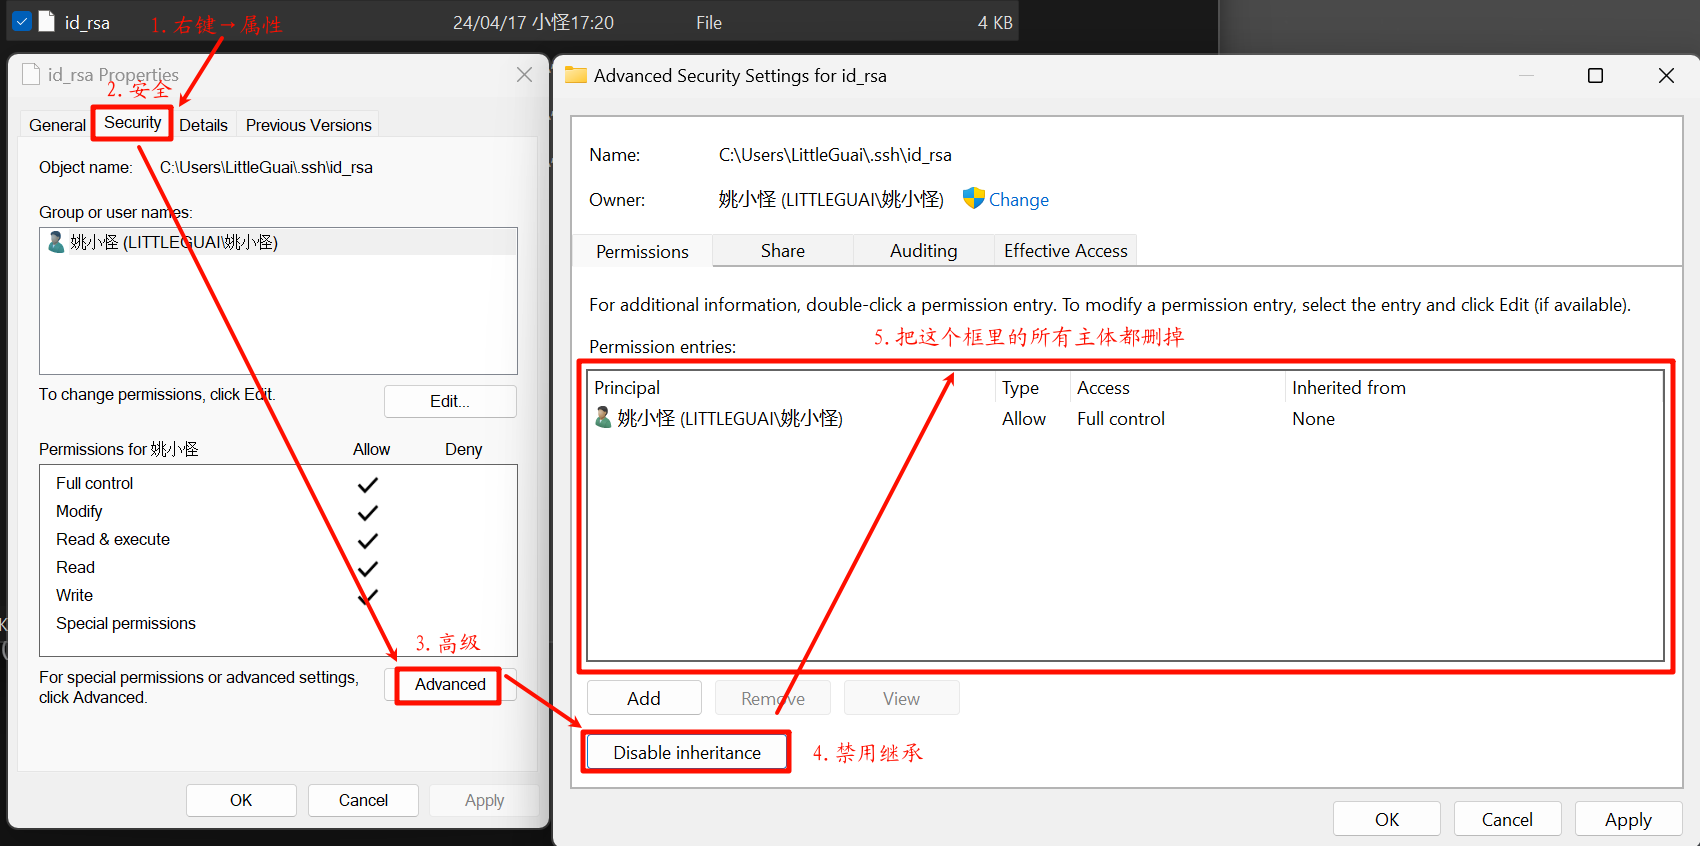 id_rsa 24/04/17 小怪17:20 File 4 KB
1.右键→属性
id_rsa Properties
2.安全
General Security Details Previous Versions
Object name: C:\Users\LittleGuai\.ssh\id_rsa
Group or user names:
姚小怪 (LITTLEGUAI\姚小怪)
To change permissions, click Edit.
Edit...
Permissions for 姚小怪 Allow Deny
Full control
Modify
Read & execute
Read
Write
Special permissions
3.高级
For special permissions or advanced settings,
click Advanced.
Advanced
OK Cancel Apply
Advanced Security Settings for id_rsa
Name: C:\Users\LittleGuai\.ssh\id_rsa
Owner: 姚小怪 (LITTLEGUAI\姚小怪) Change
Permissions Share Auditing Effective Access
For additional information, double-click a permission entry. To modify a permission entry, select the entry and click Edit (if available).
5.把这个框里的所有主体都删掉
Permission entries:
Principal Type Access Inherited from
姚小怪 (LITTLEGUAI\姚小怪) Allow Full control None
Add Remove View
Disable inheritance
4.禁用继承
OK Cancel Apply